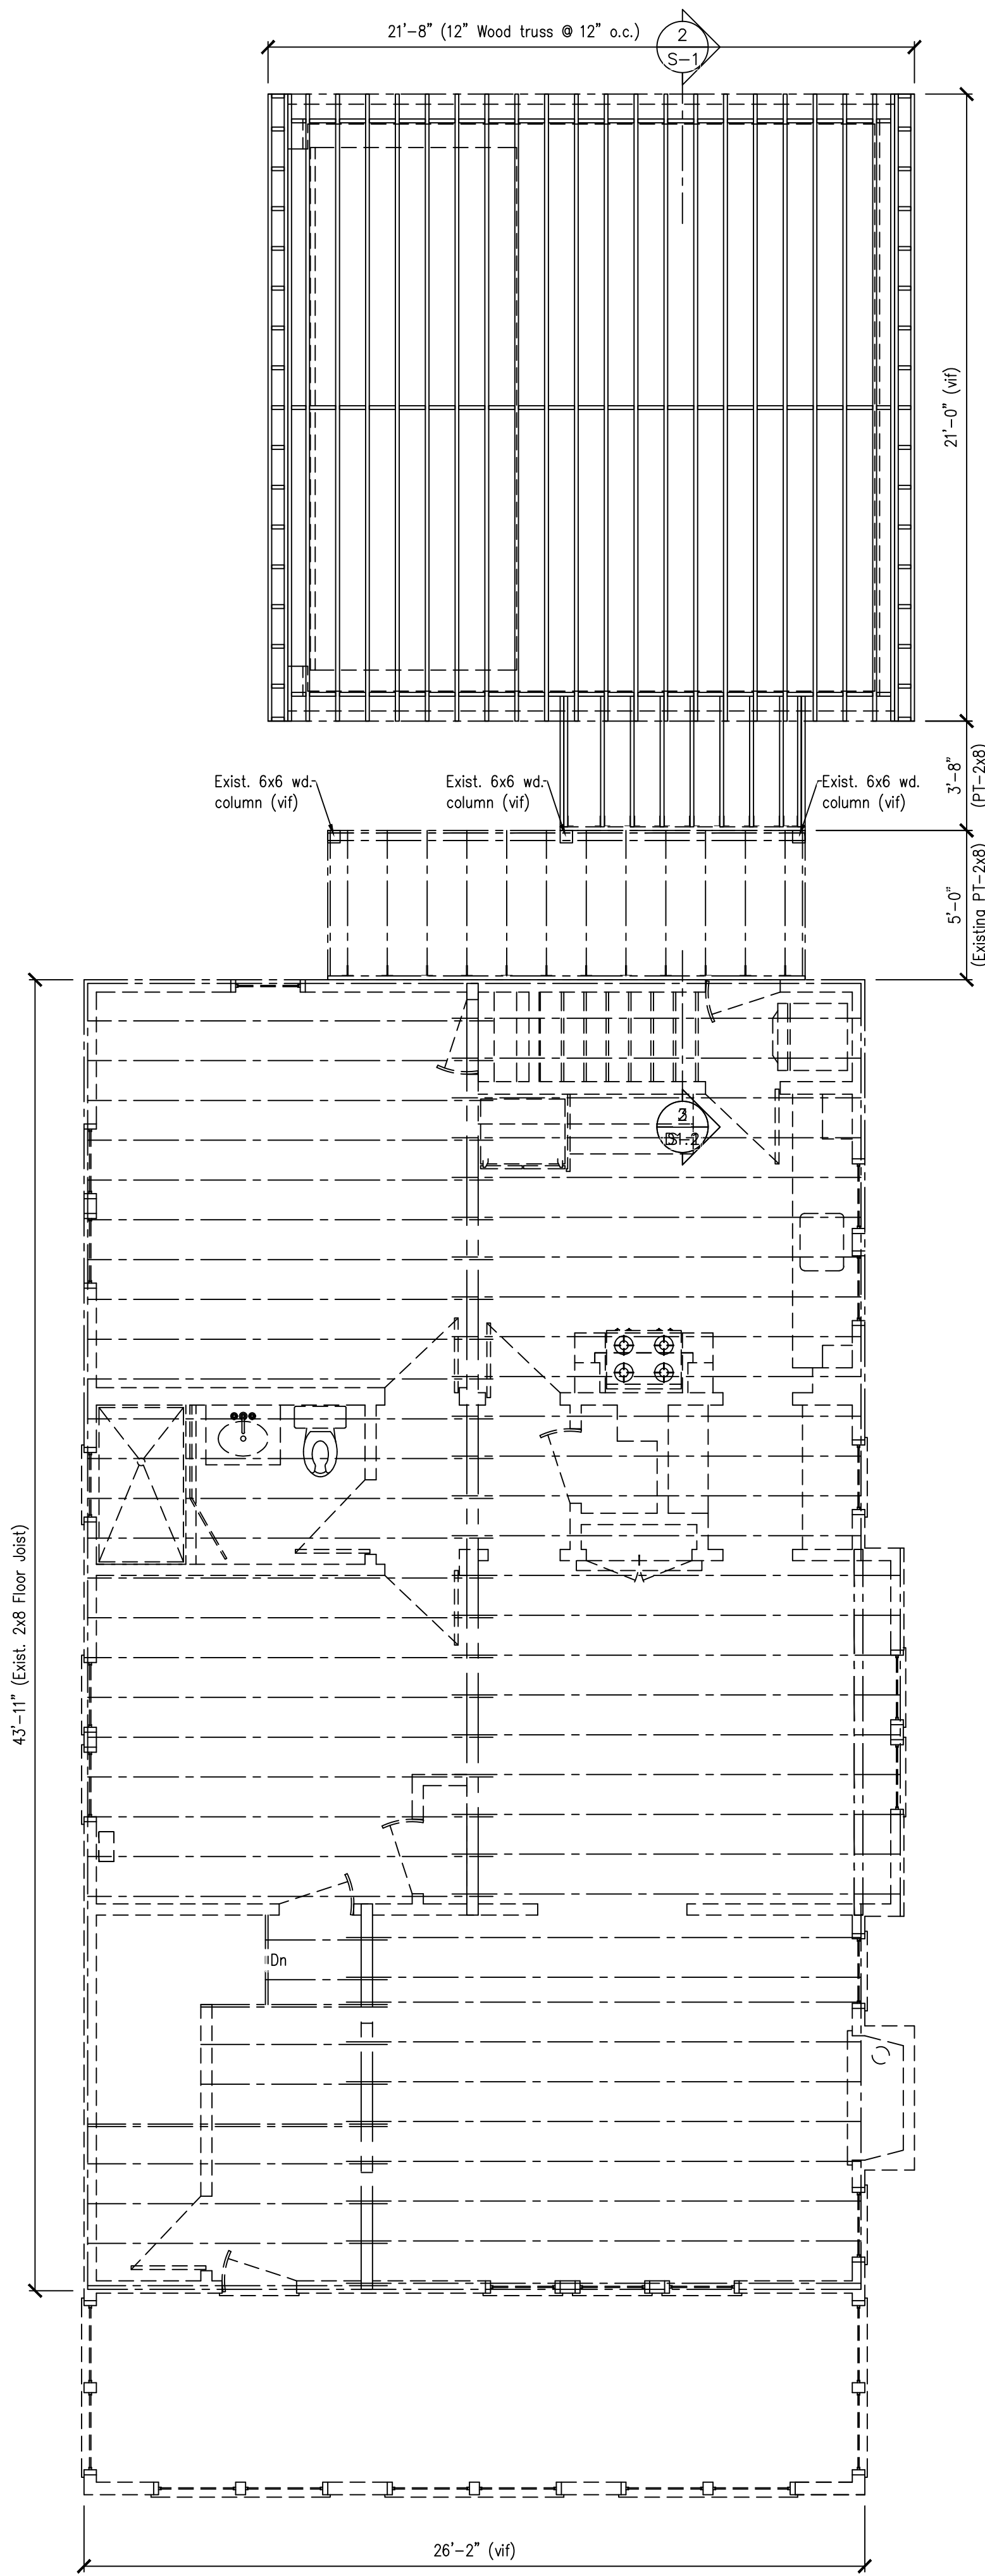 21'-8" (12" Wood truss @ 12" o.c.)
2
S-1
21'-0" (vif)
3'-8"
(PT-2x8)
Exist. 6x6 wd.
column (vif)
Exist. 6x6 wd.
column (vif)
Exist. 6x6 wd.
column (vif)
5'-0"
(Existing PT-2x8)
43'-11" (Exist. 2x8 Floor Joist)
Dn
26'-2" (vif)